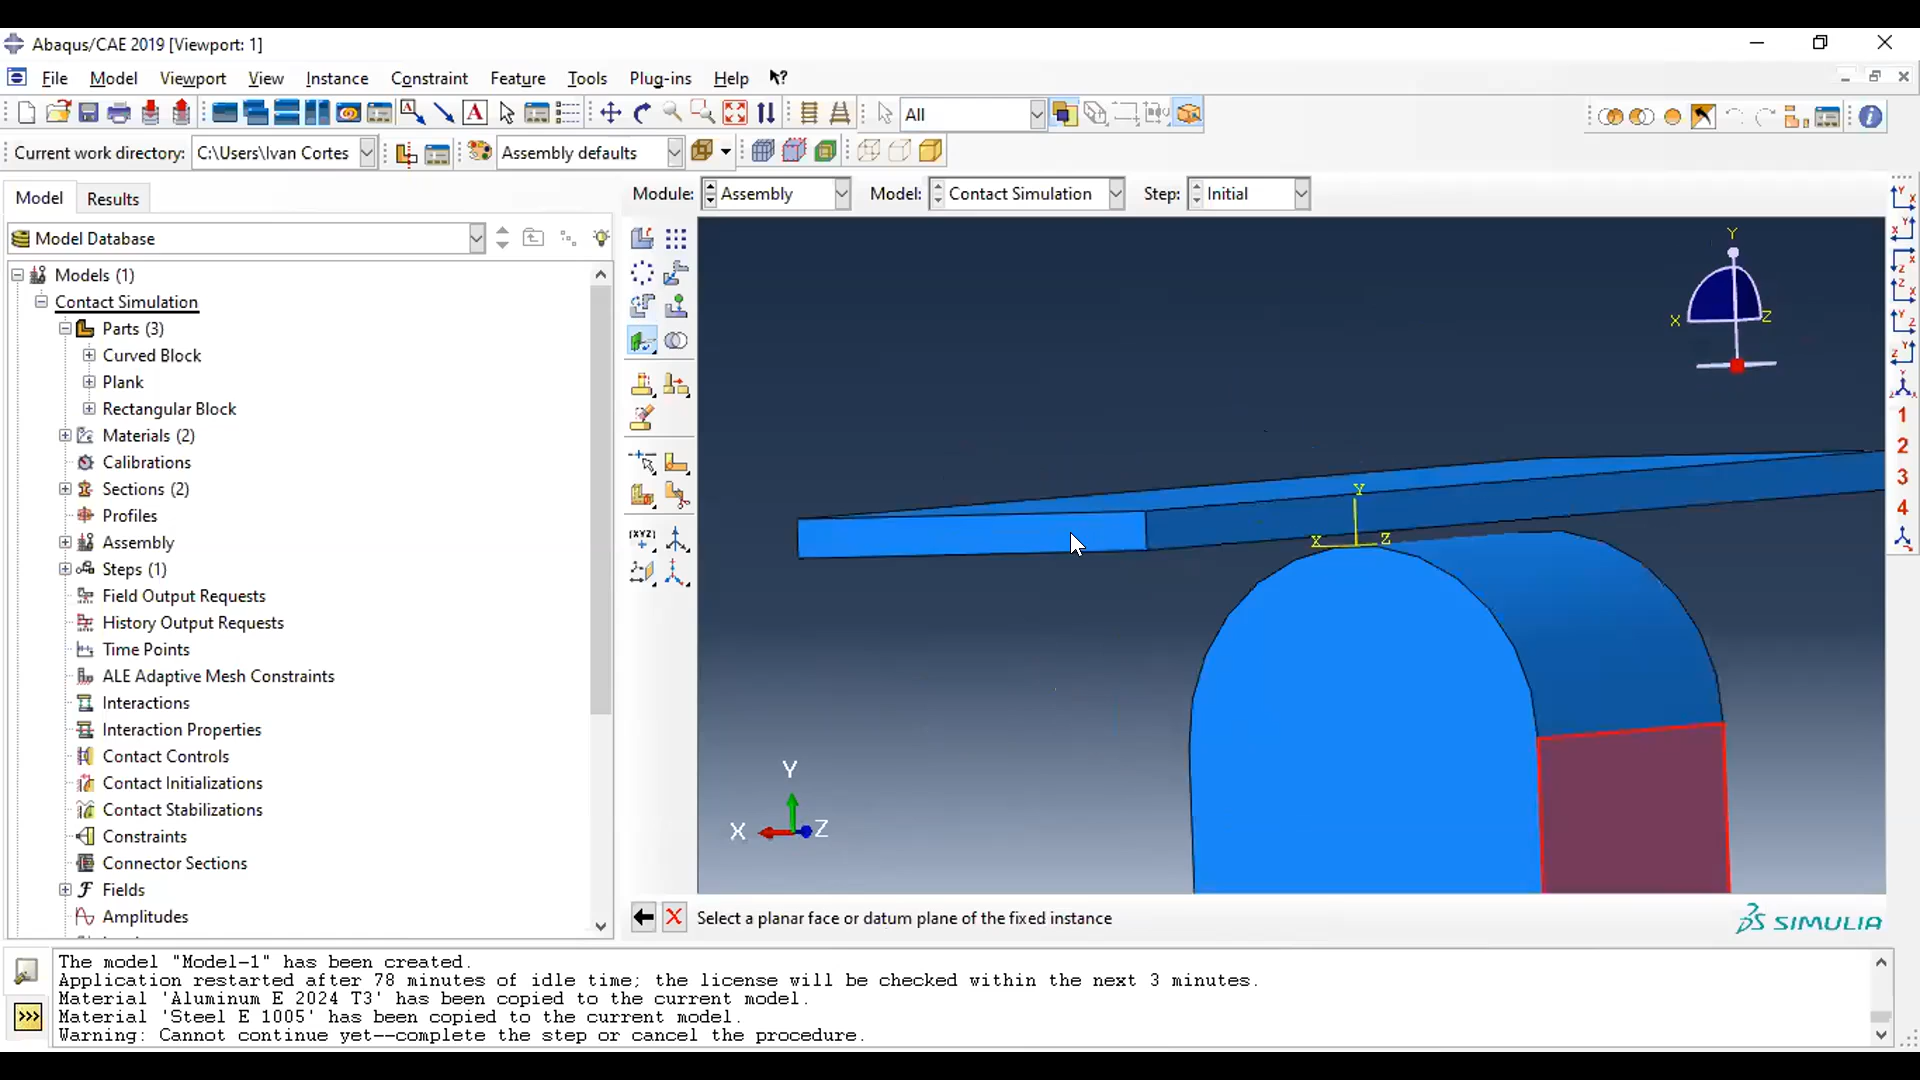 Abaqus/CAE 2019 [Viewport: 1]
File Model Viewport View Instance Constraint Feature Tools Plug-ins Help
All
Current work directory: C:\Users\Ivan Cortes Assembly defaults
Model Results
Module: Assembly Model: Contact Simulation Step: Initial
Model Database
Models (1)
Contact Simulation
Parts (3)
Curved Block
Plank
Rectangular Block
Materials (2)
Calibrations
Sections (2)
Profiles
Assembly
Steps (1)
Field Output Requests
History Output Requests
Time Points
ALE Adaptive Mesh Constraints
Interactions
Interaction Properties
Contact Controls
Contact Initializations
Contact Stabilizations
Constraints
Connector Sections
Fields
Amplitudes
(XYZ)
Y
X Z
Y
X Z
Y
X Z
1
2
3
4
Select a planar face or datum plane of the fixed instance
SIMULIA
The model "Model-1" has been created.
Application restarted after 78 minutes of idle time; the license will be checked within the next 3 minutes.
Material 'Aluminum E 2024 T3' has been copied to the current model.
Material 'Steel E 1005' has been copied to the current model.
Warning: Cannot continue yet--complete the step or cancel the procedure.
>>>